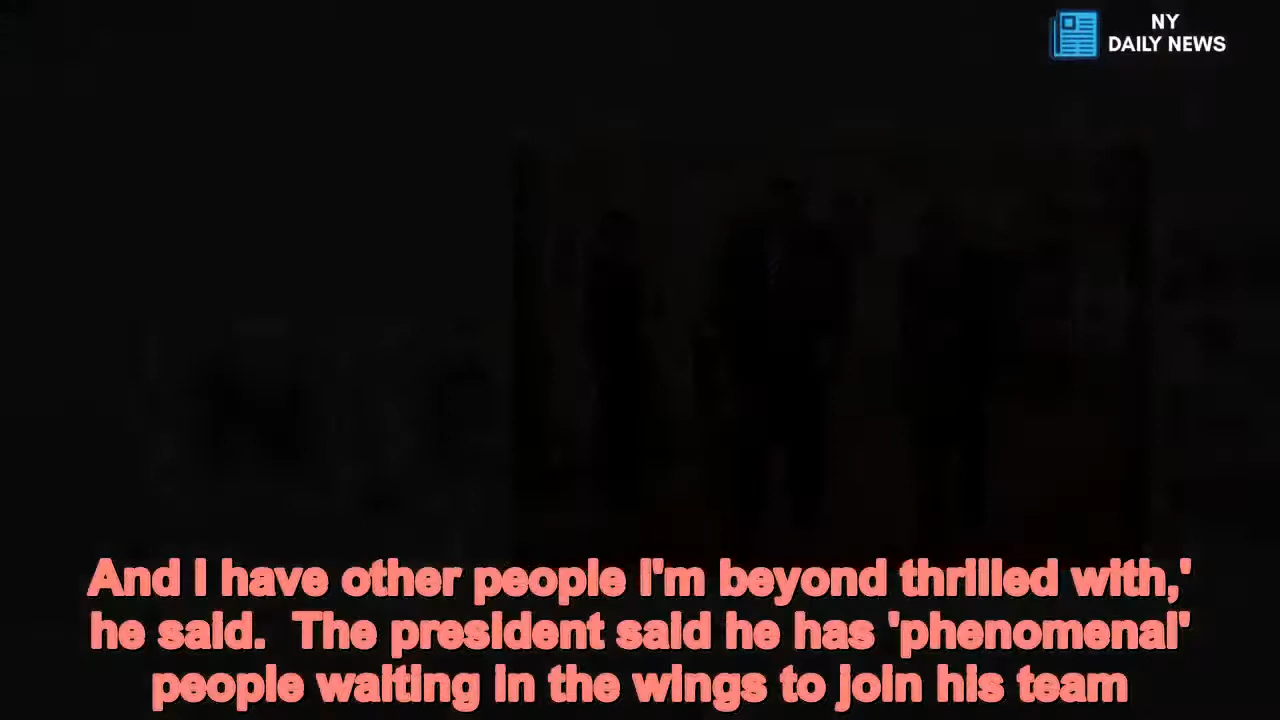 NY
DAILY NEWS
And I have other people I'm beyond thrilled with,'
he said.  The president said he has 'phenomenal'
people waiting in the wings to join his team